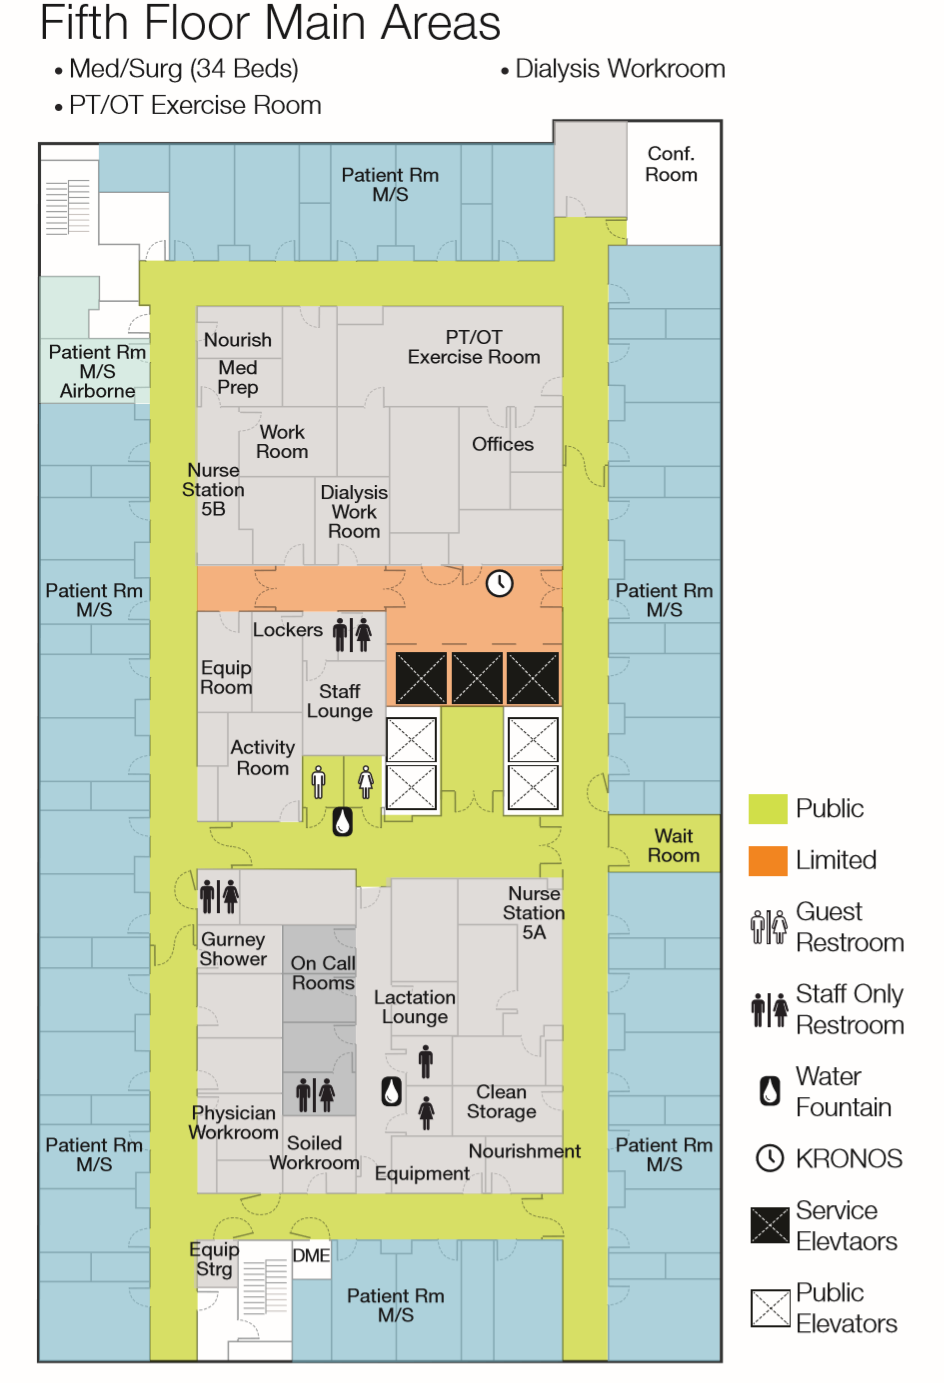 Fifth Floor Main Areas
• Med/Surg (34 Beds)
• PT/OT Exercise Room
• Dialysis Workroom
Conf.
Room
Patient Rm
M/S
Nourish
Med
Prep
PT/OT
Exercise Room
Patient Rm
M/S
Airborne
Work
Room
Offices
Nurse
Station
5B
Dialysis
Work
Room
Patient Rm
M/S
Patient Rm
M/S
Lockers
Equip
Room
Staff
Lounge
Activity
Room
Wait
Room
Nurse
Station
5A
Gurney
Shower
On Call
Rooms
Lactation
Lounge
Clean
Storage
Physician
Workroom
Soiled
Workroom
Nourishment
Equipment
Patient Rm
M/S
Patient Rm
M/S
Equip
Strg
DME
Patient Rm
M/S
Public
Limited
Guest
Restroom
Staff Only
Restroom
Water
Fountain
KRONOS
Service
Elevtaors
Public
Elevators